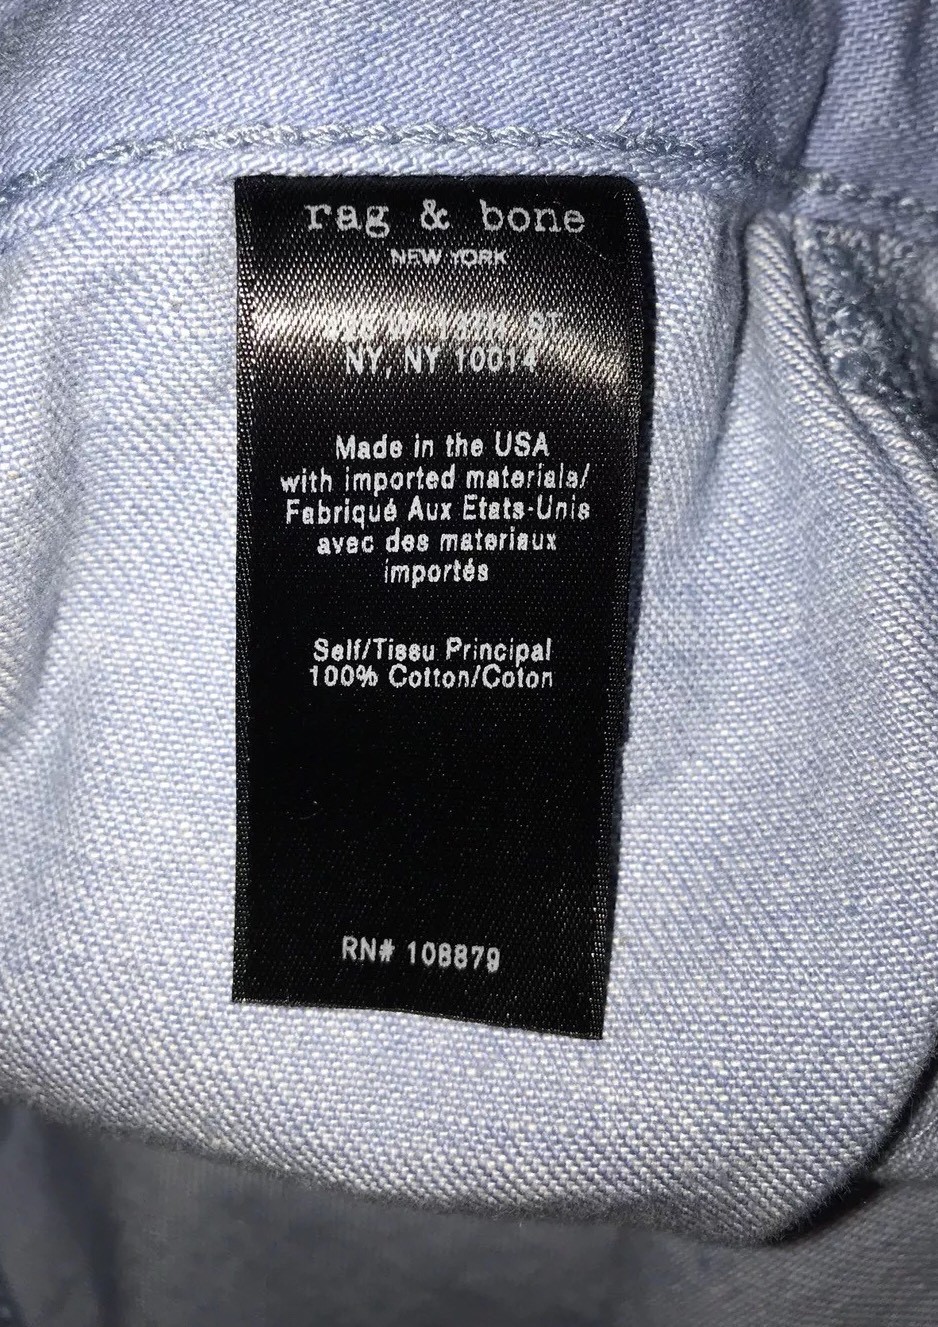 rag & bone
NEW YORK
ST
NY, NY 10014
Made in the USA
with imported materials/
Fabriqué Aux Etats-Unis
avec des materiaux
importés
Self/Tissu Principal
100% Cotton/Coton
RN# 108879